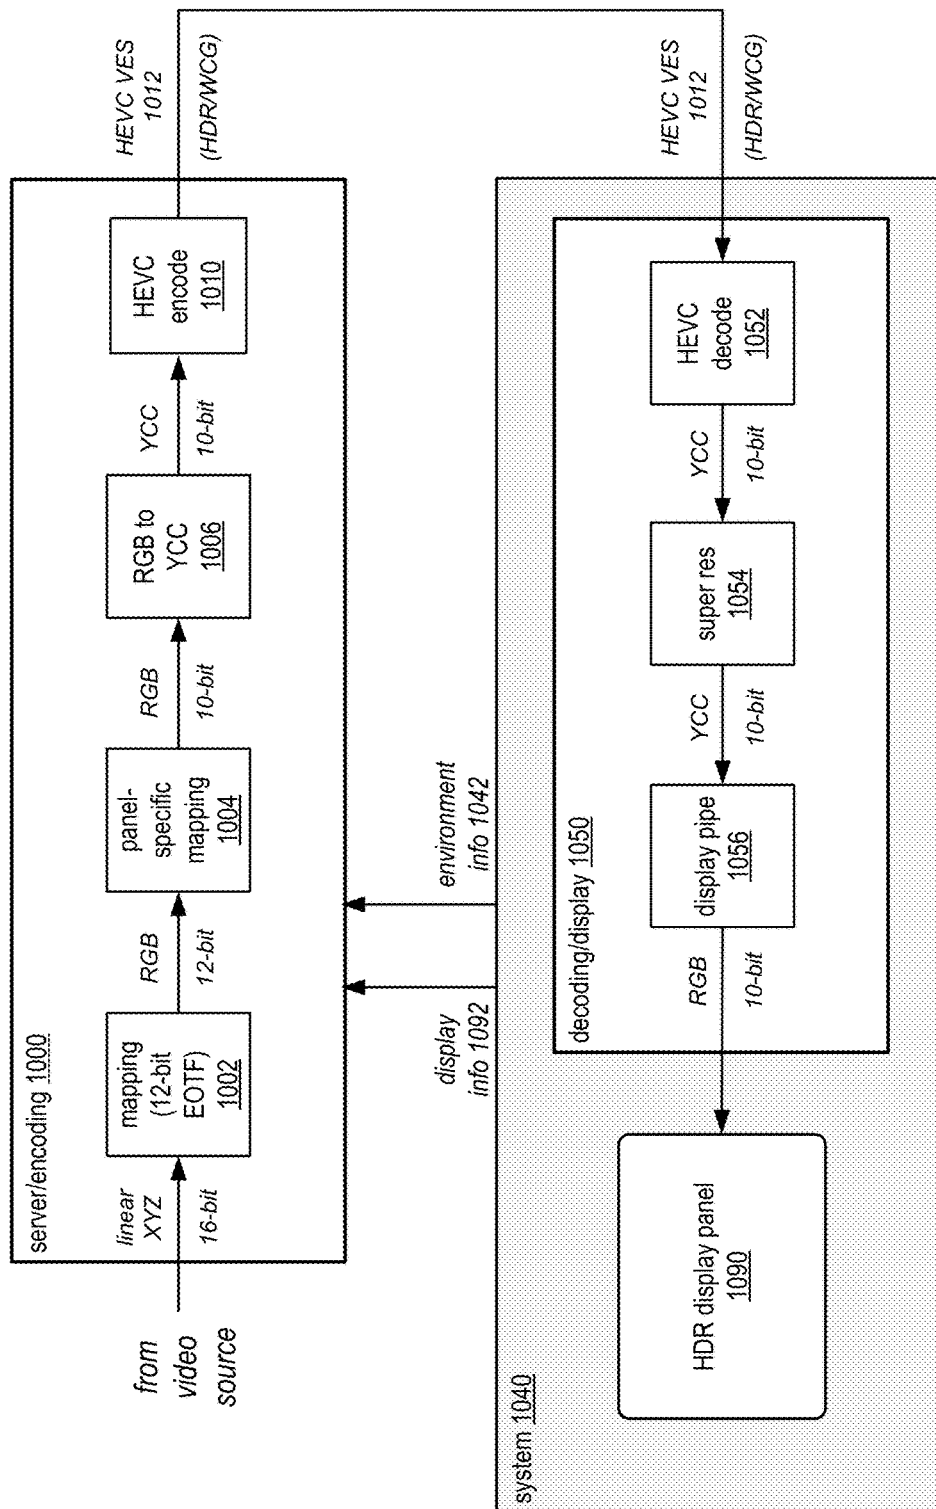 server/encoding 1000
from
video
source
linear
XYZ
16-bit
mapping
(12-bit
EOTF)
1002
RGB
12-bit
panel-
specific
mapping
1004
RGB
10-bit
RGB to
YCC
1006
YCC
10-bit
HEVC
encode
1010
HEVC VES
1012
(HDR/WCG)
display
info 1092
environment
info 1042
system 1040
decoding/display 1050
HEVC VES
1012
(HDR/WCG)
HEVC
decode
1052
YCC
10-bit
super res
1054
YCC
10-bit
display pipe
1056
RGB
10-bit
HDR display panel
1090